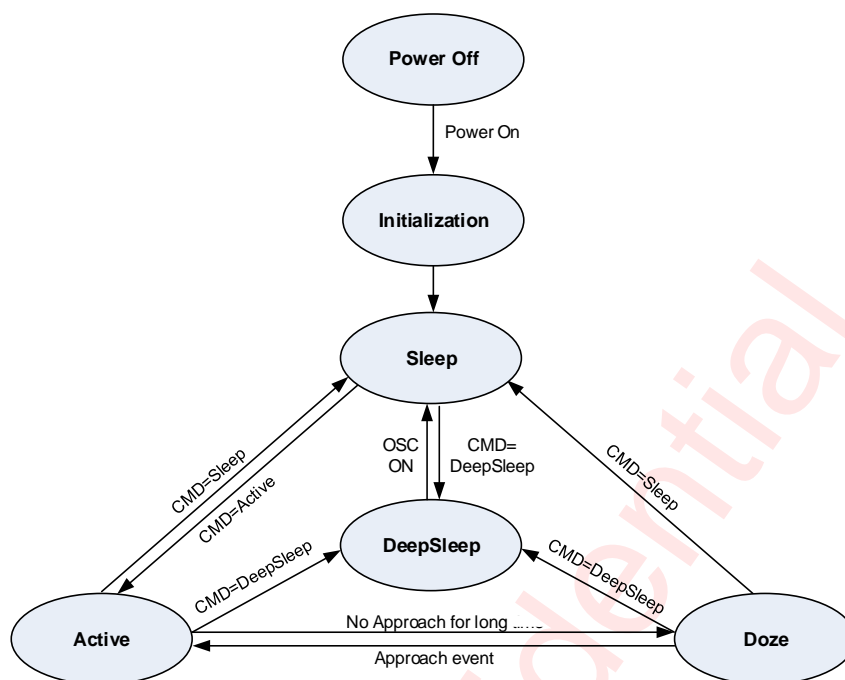 Power Off
Power On
Initialization
Sleep
OSC
ON
CMD=
DeepSleep
CMD=Sleep
CMD=Active
CMD=Sleep
DeepSleep
CMD=DeepSleep
CMD=DeepSleep
Active
No Approach for long
Doze
Approach event
dential